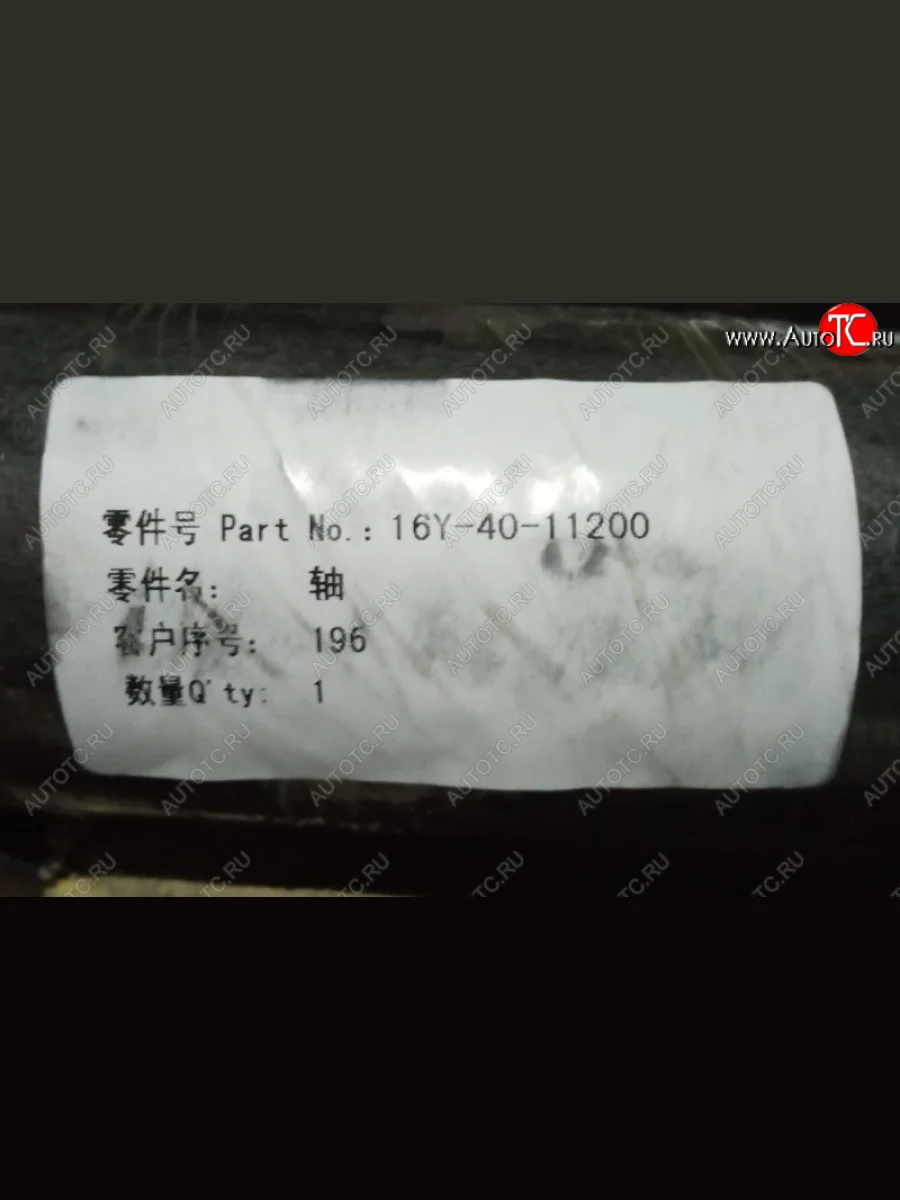 www.AutoTC.ru
零件号 Part No.: 16Y-40-11200
零件名: 轴
客户序号: 196
数量Q'ty: 1